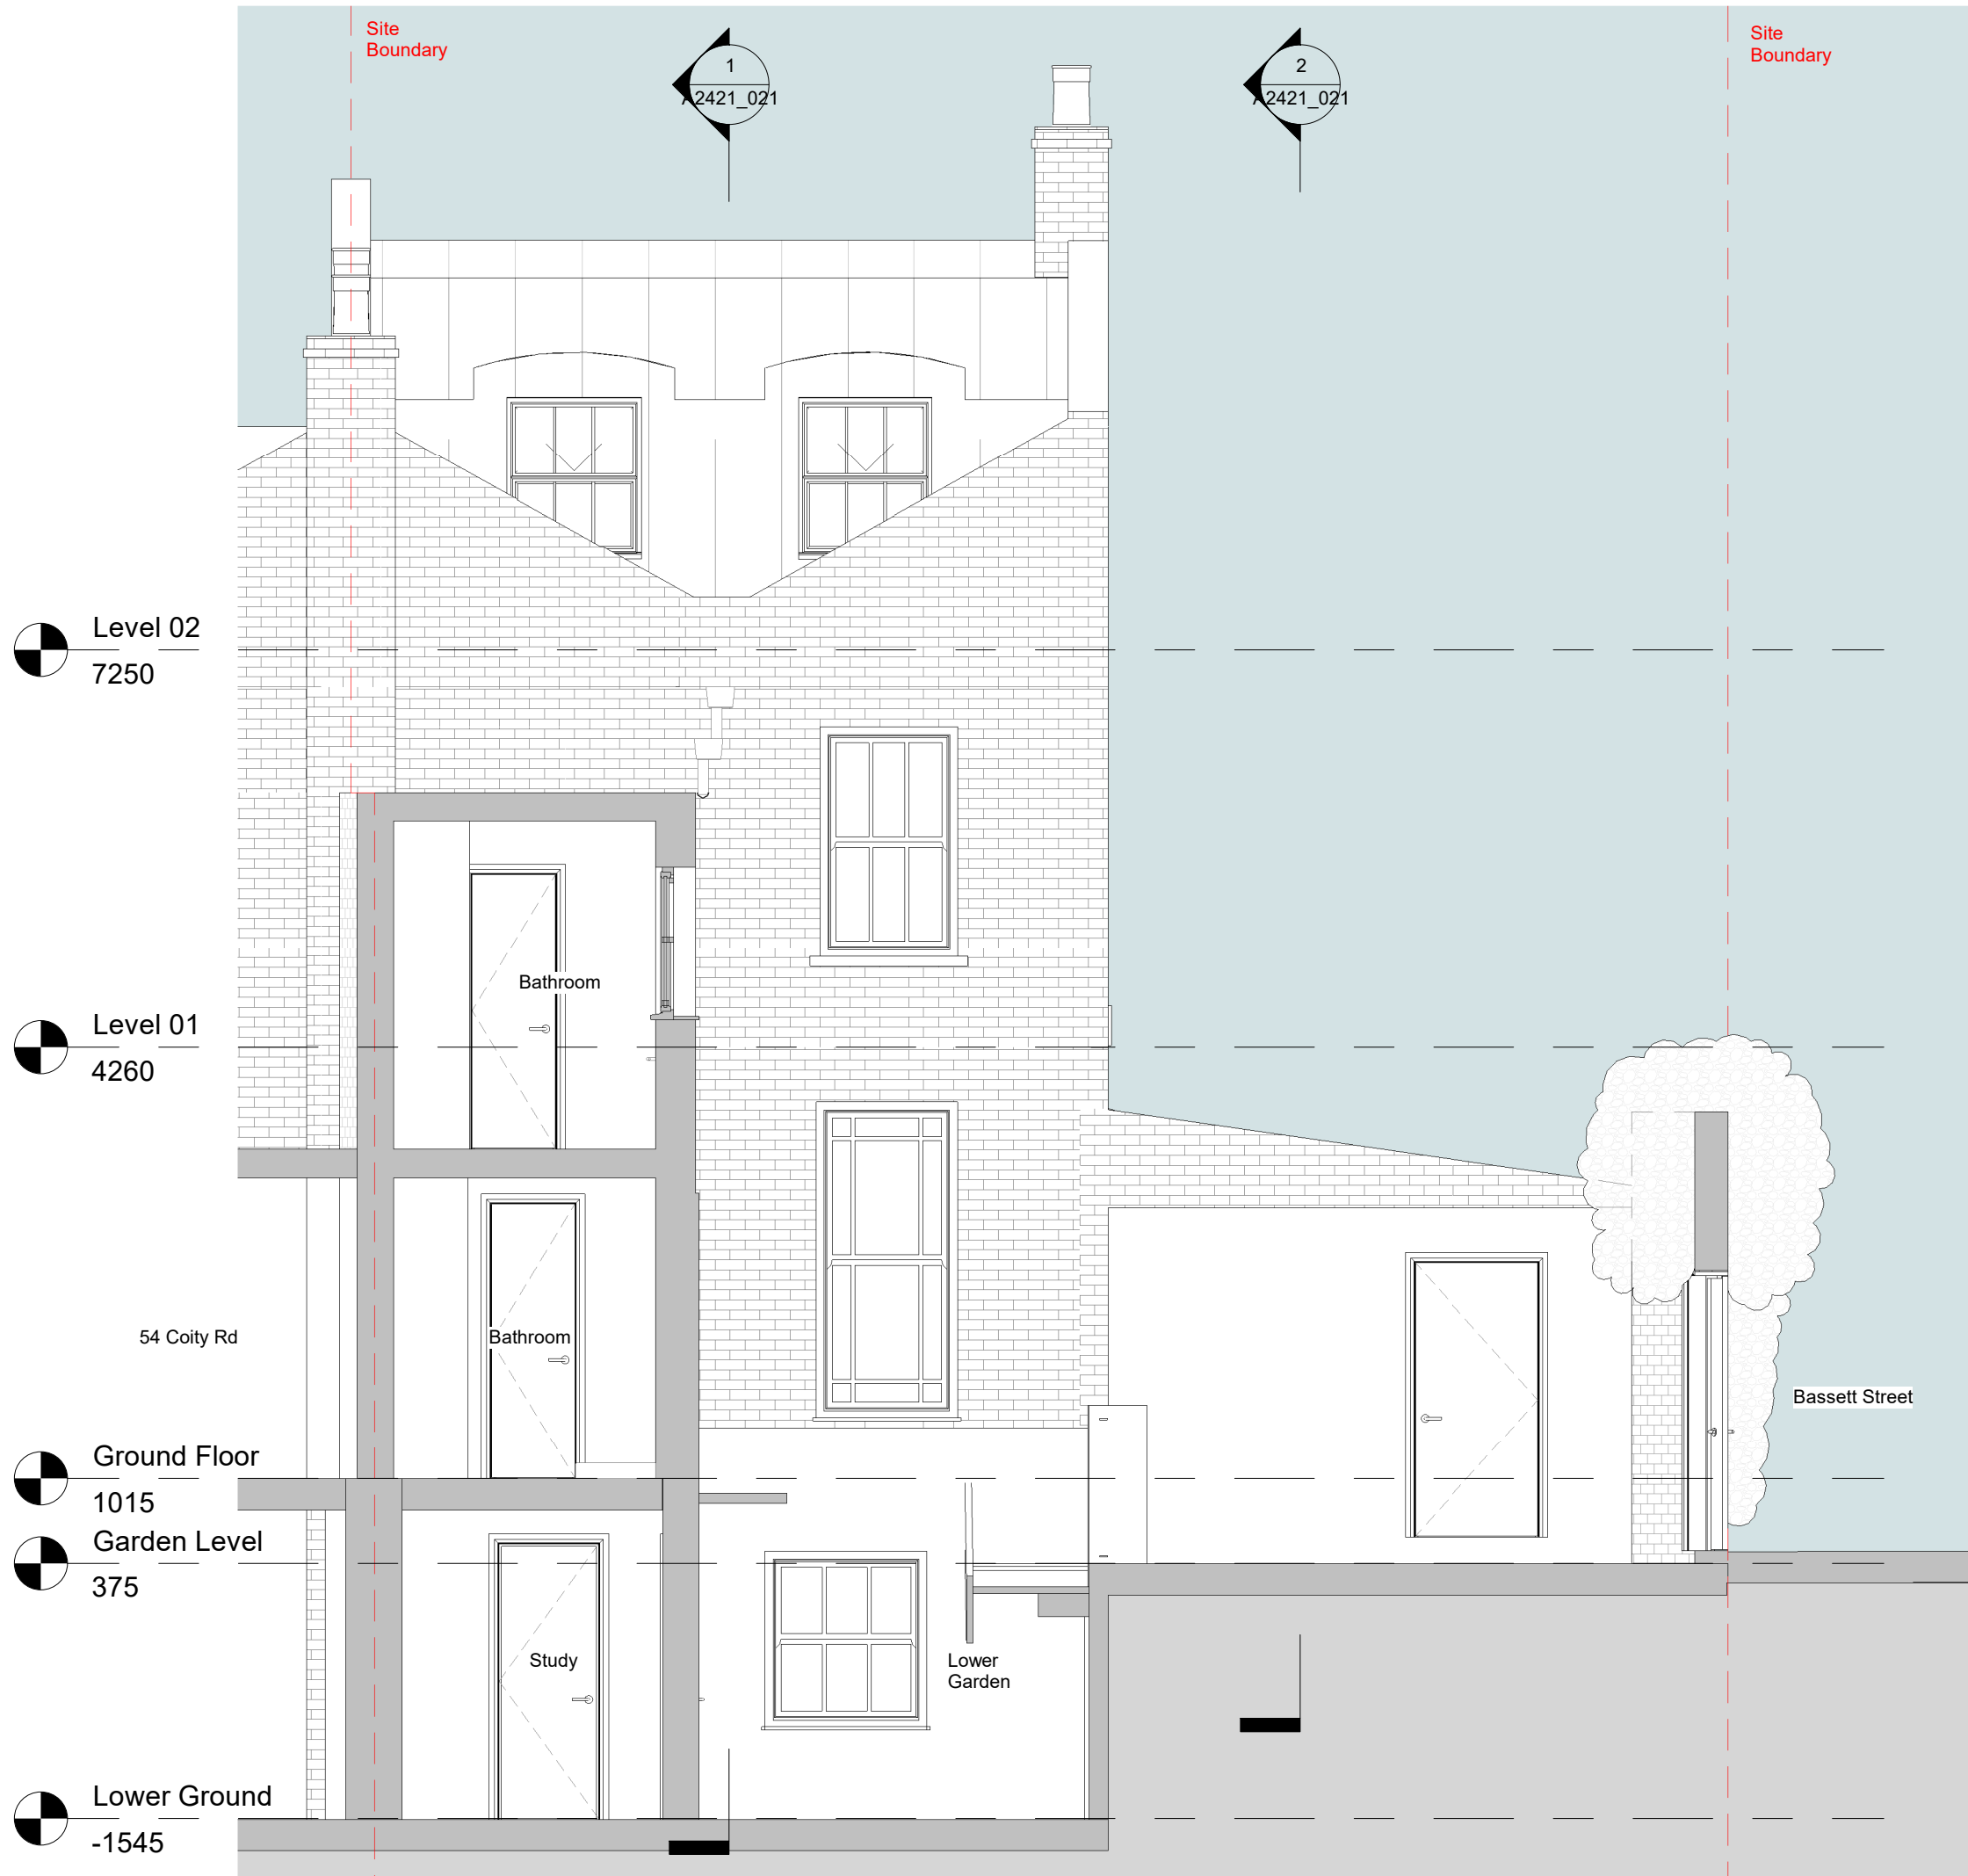 Site
Boundary
1
A2421_021
2
A2421_021
Site
Boundary
Level 02
7250
Bathroom
Level 01
4260
54 Coity Rd
Bathroom
Bassett Street
Ground Floor
1015
Garden Level
375
Study
Lower
Garden
Lower Ground
-1545